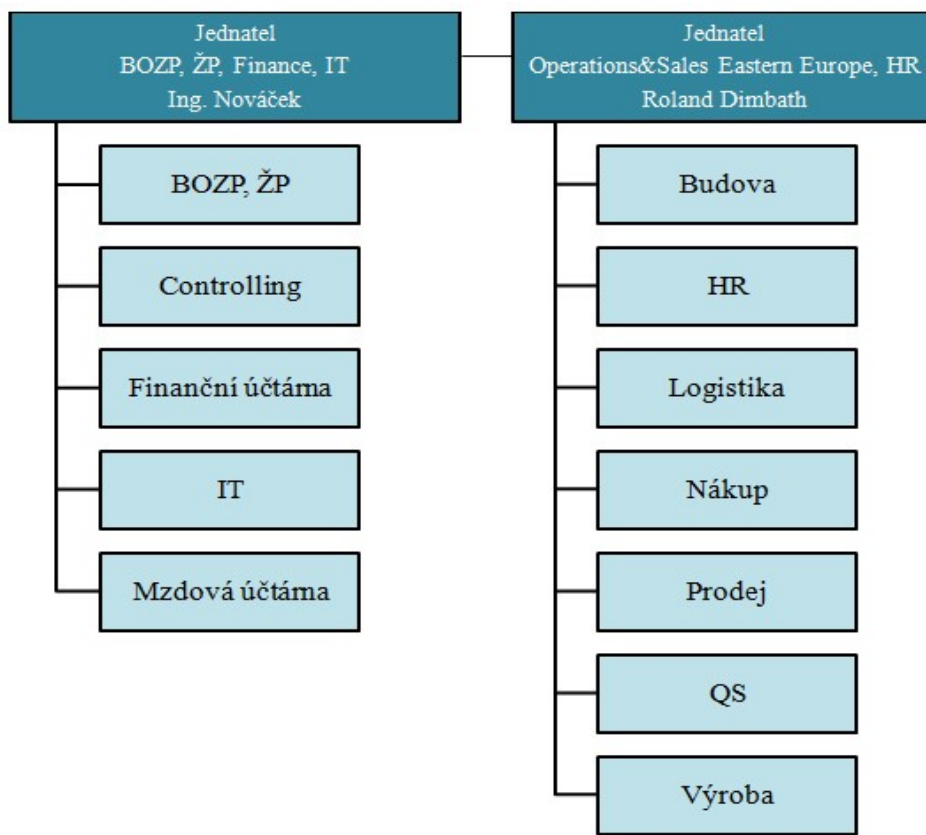 Jednatel
BOZP, ŽP, Finance, IT
Ing. Nováček
BOZP, ŽP
Controlling
Finanční účtárna
IT
Mzdová účtárna
Jednatel
Operations&Sales Eastern Europe, HR
Roland Dimbath
Budova
HR
Logistika
Nákup
Prodej
QS
Výroba